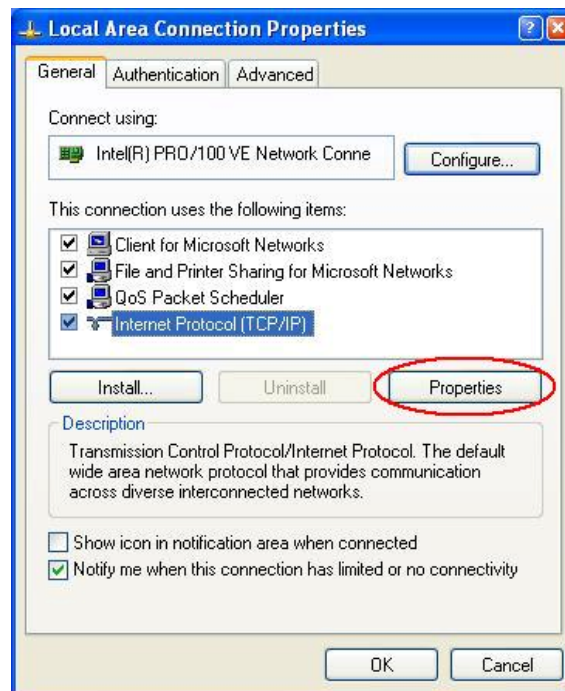 Local Area Connection Properties
General Authentication Advanced
Connect using:
Intel(R) PRO/100 VE Network Conne
Configure...
This connection uses the following items:
Client for Microsoft Networks
File and Printer Sharing for Microsoft Networks
QoS Packet Scheduler
Internet Protocol (TCP/IP)
Install... Uninstall Properties
Description
Transmission Control Protocol/Internet Protocol. The default
wide area network protocol that provides communication
across diverse interconnected networks.
Show icon in notification area when connected
Notify me when this connection has limited or no connectivity
OK Cancel